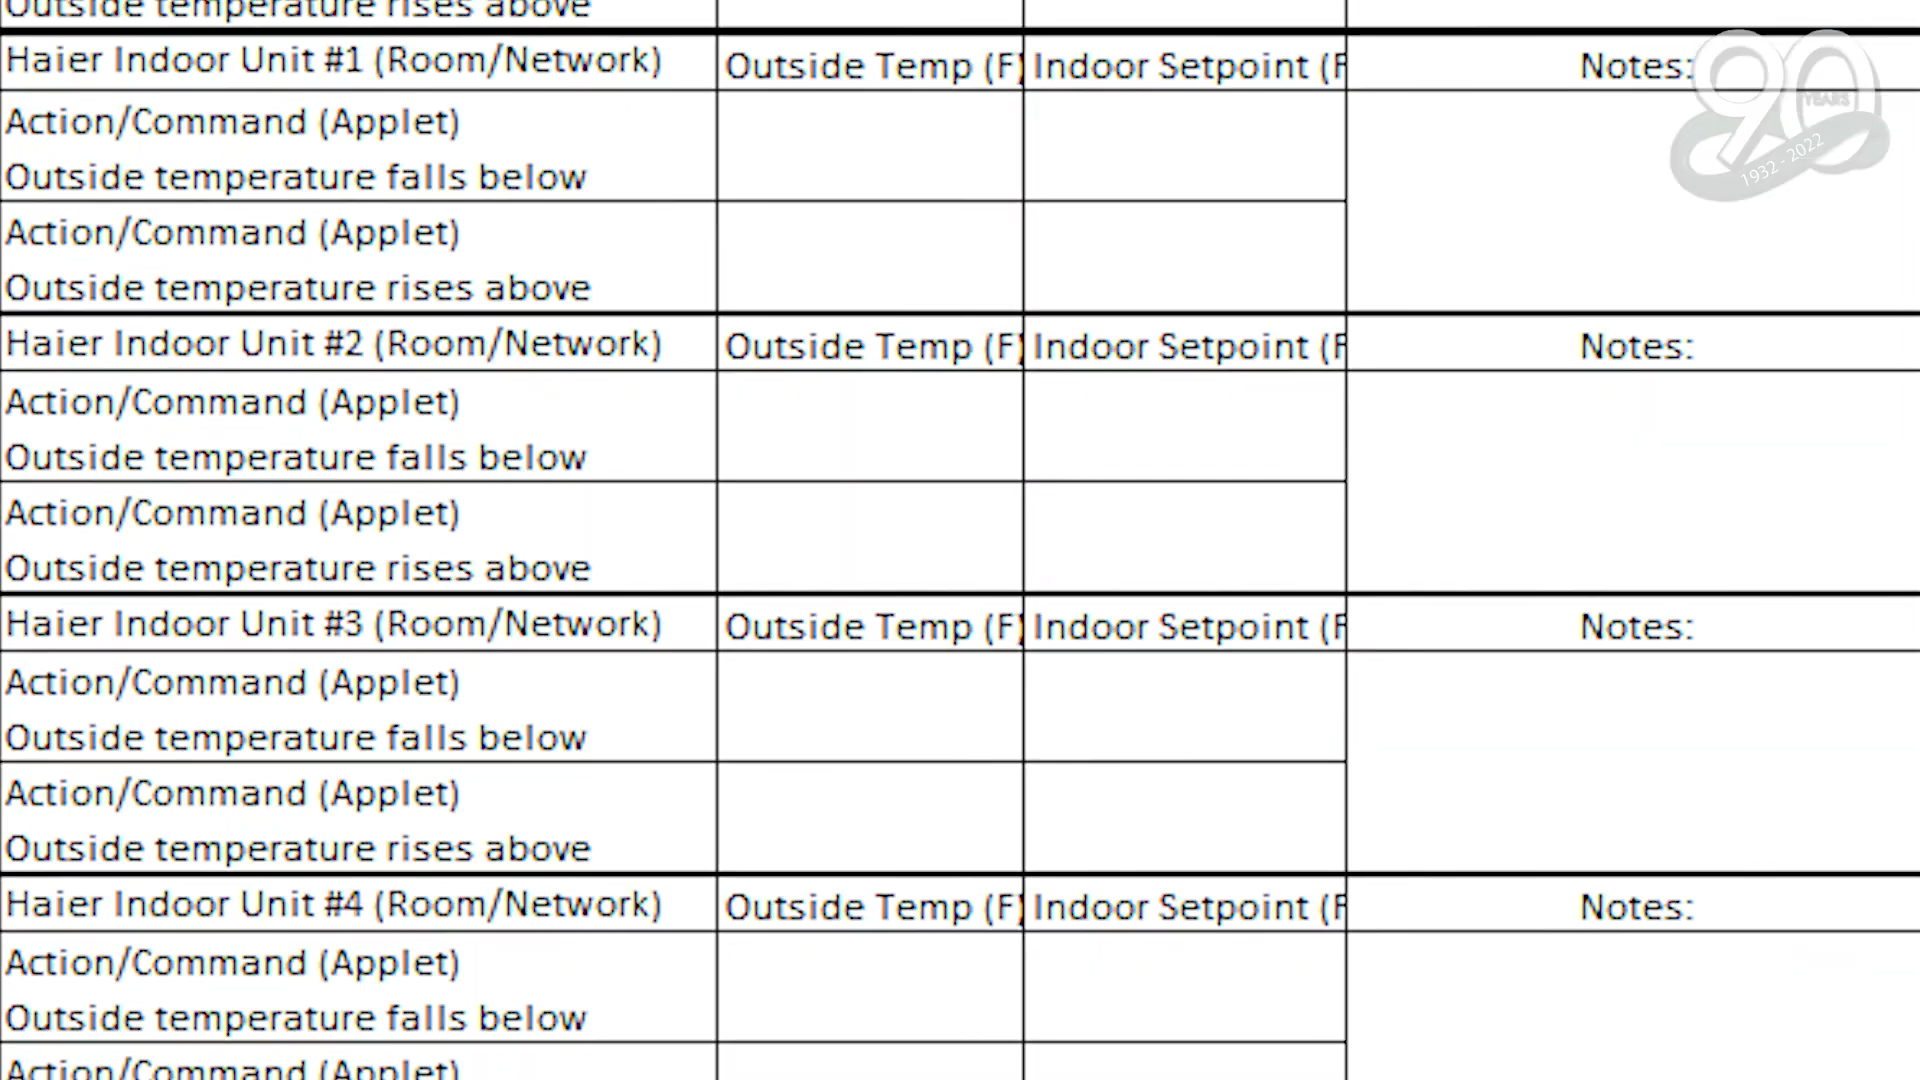 Outside temperature rises above
Haier Indoor Unit #1 (Room/Network) Outside Temp (F) Indoor Setpoint (F Notes:
Action/Command (Applet)
Outside temperature falls below
Action/Command (Applet)
Outside temperature rises above
Haier Indoor Unit #2 (Room/Network) Outside Temp (F) Indoor Setpoint (F Notes:
Action/Command (Applet)
Outside temperature falls below
Action/Command (Applet)
Outside temperature rises above
Haier Indoor Unit #3 (Room/Network) Outside Temp (F) Indoor Setpoint (F Notes:
Action/Command (Applet)
Outside temperature falls below
Action/Command (Applet)
Outside temperature rises above
Haier Indoor Unit #4 (Room/Network) Outside Temp (F) Indoor Setpoint (F Notes:
Action/Command (Applet)
Outside temperature falls below
Action/Command (Applet)
90
YEARS
1932 - 2022